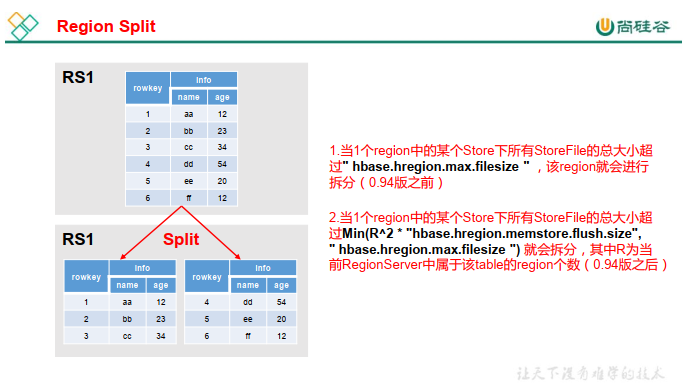 Region Split
尚硅谷
RS1
rowkey info
name age
1 aa 12
2 bb 23
3 cc 34
4 dd 54
5 ee 20
6 ff 12
RS1
Split
rowkey info
name age
1 aa 12
2 bb 23
3 cc 34
rowkey info
name age
4 dd 54
5 ee 20
6 ff 12
1.当1个region中的某个Store下所有StoreFile的总大小超
过" hbase.hregion.max.filesize " ，该region就会进行
拆分（0.94版之前）
2.当1个region中的某个Store下所有StoreFile的总大小超
过Min(R^2 * "hbase.hregion.memstore.flush.size",
" hbase.hregion.max.filesize ") 就会拆分，其中R为当
前RegionServer中属于该table的region个数（0.94版之后）
让天下没有难学的技术